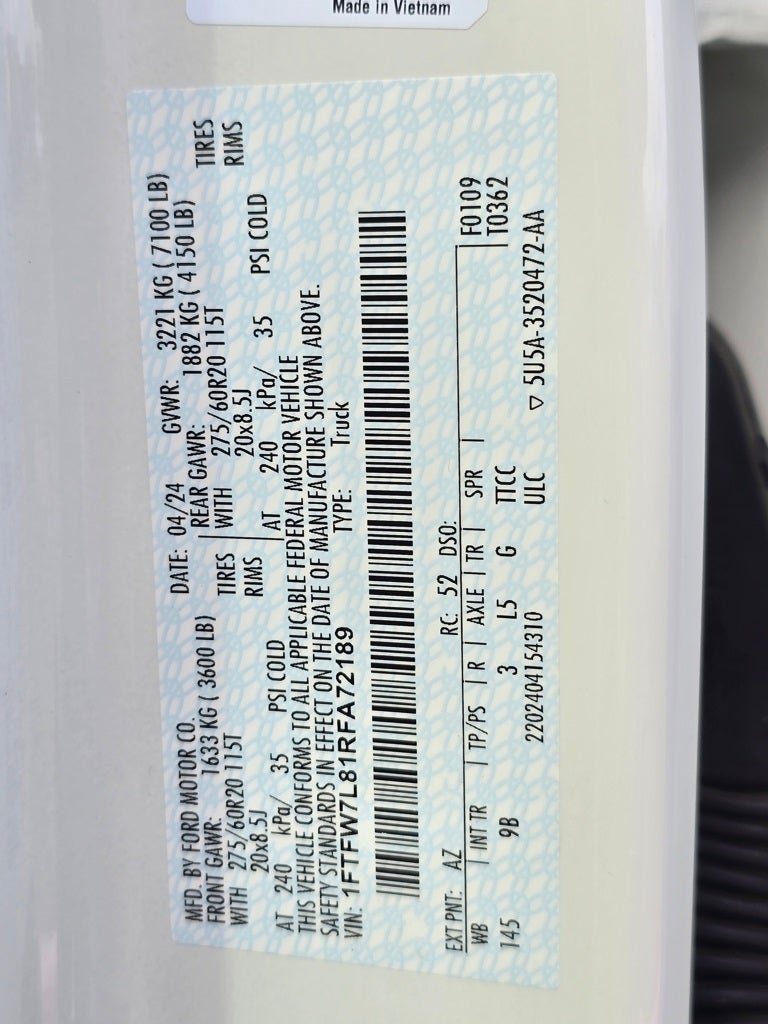 Made in Vietnam
MFD. BY FORD MOTOR CO.
DATE: 04/24 GVWR: 3221 KG ( 7100 LB)
FRONT GAWR: 1633 KG ( 3600 LB) REAR GAWR: 1882 KG ( 4150 LB)
WITH 275/60R20 115T TIRES WITH 275/60R20 115T TIRES
20x8.5J RIMS 20x8.5J RIMS
AT 240 kPa/ 35 PSI COLD AT 240 kPa/ 35 PSI COLD
THIS VEHICLE CONFORMS TO ALL APPLICABLE FEDERAL MOTOR VEHICLE
SAFETY STANDARDS IN EFFECT ON THE DATE OF MANUFACTURE SHOWN ABOVE.
VIN: 1FTFW7L81RFA72189 TYPE: Truck
EXT PNT: AZ RC: 52 DSO: F0109
WB | INT TR | TP/PS | R | AXLE | TR | SPR | T0362
145 9B 3 L5 G TTCC
2202404154310 ULC ▽ 5U5A-3520472-AA